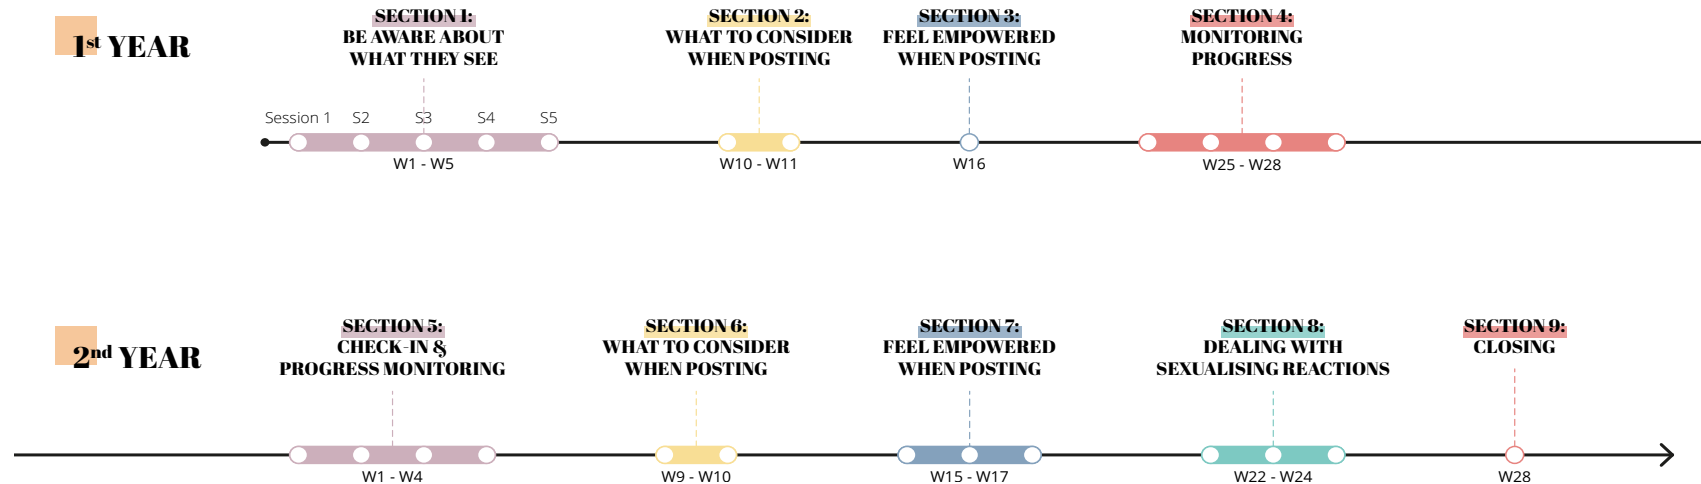 1st YEAR
SECTION 1:
BE AWARE ABOUT
WHAT THEY SEE
SECTION 2:
WHAT TO CONSIDER
WHEN POSTING
SECTION 3:
FEEL EMPOWERED
WHEN POSTING
SECTION 4:
MONITORING
PROGRESS
Session 1 S2 S3 S4 S5
W1 - W5
W10 - W11
W16
W25 - W28
2nd YEAR
SECTION 5:
CHECK-IN &
PROGRESS MONITORING
SECTION 6:
WHAT TO CONSIDER
WHEN POSTING
SECTION 7:
FEEL EMPOWERED
WHEN POSTING
SECTION 8:
DEALING WITH
SEXUALISING REACTIONS
SECTION 9:
CLOSING
W1 - W4
W9 - W10
W15 - W17
W22 - W24
W28